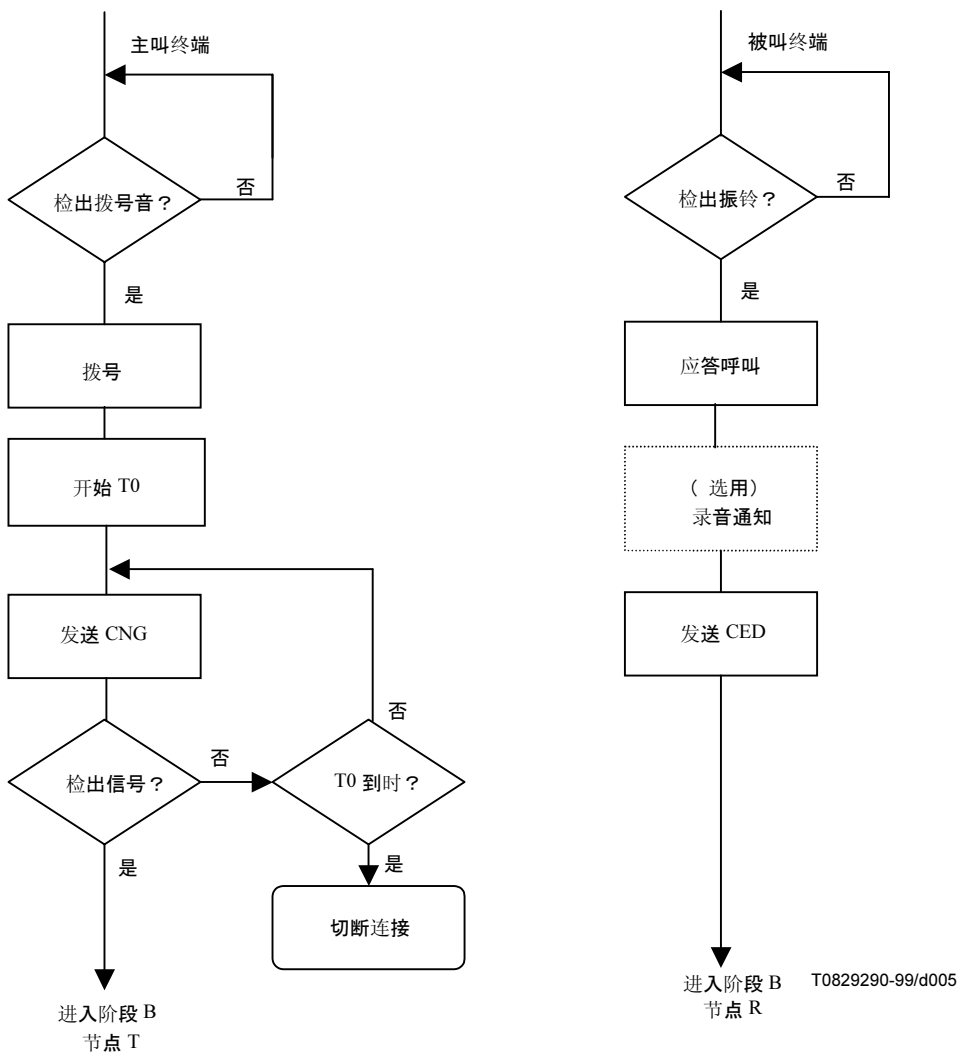 主叫终端
检出拨号音？
否
是
拨号
开始 T0
发送 CNG
检出信号？
否
T0 到时？
否
是
是
切断连接
进入阶段 B
节点 T
被叫终端
检出振铃？
否
是
应答呼叫
（ 选用）
录音通知
发送 CED
进入阶段 B
节点 R
T0829290-99/d005